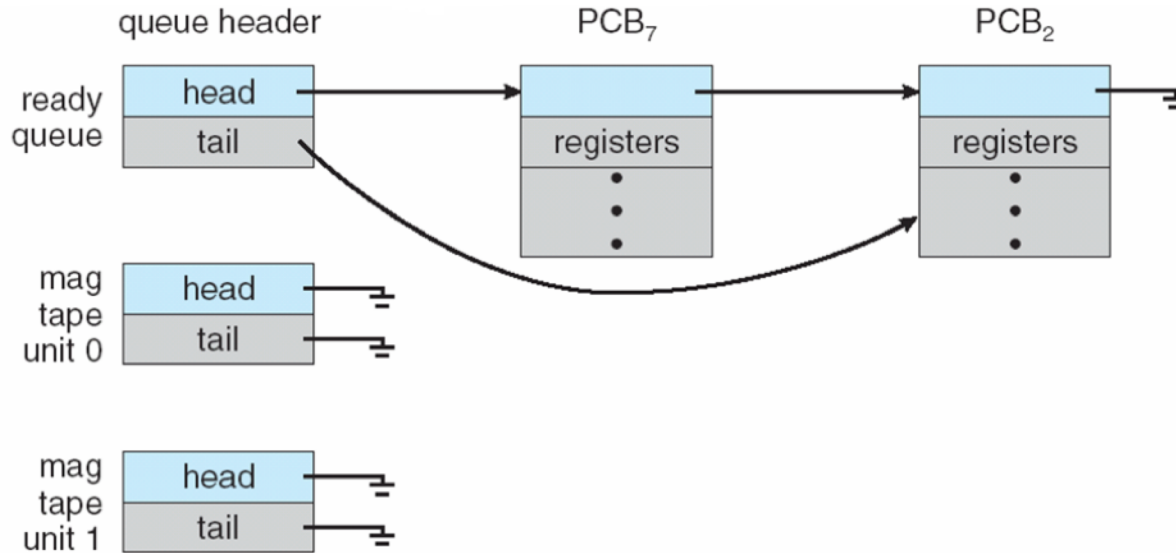 queue header
PCB₇
PCB₂
ready
queue
head
tail
registers
registers
mag
tape
unit 0
head
tail
mag
tape
unit 1
head
tail